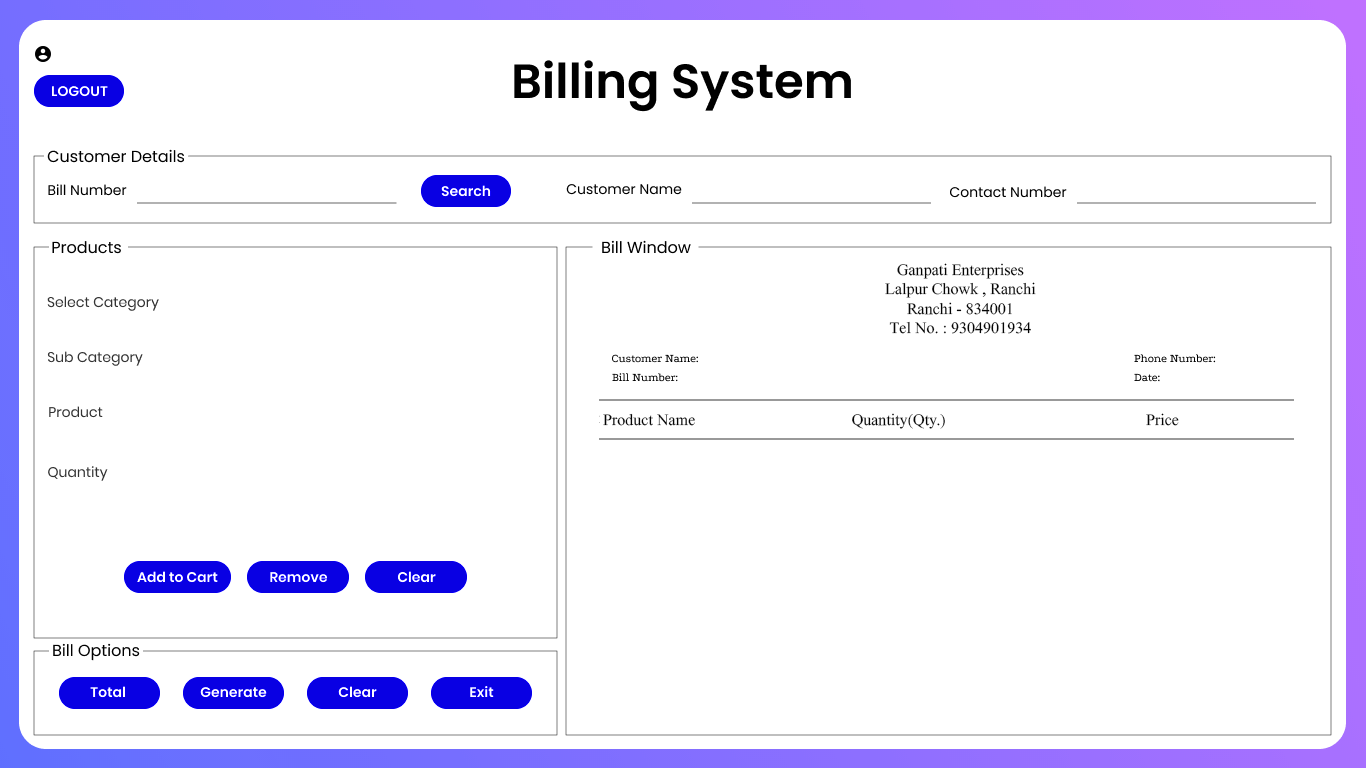 LOGOUT
Billing System
Customer Details
Bill Number
Search
Customer Name
Contact Number
Products
Select Category
Sub Category
Product
Quantity
Add to Cart
Remove
Clear
Bill Options
Total
Generate
Clear
Exit
Bill Window
Ganpati Enterprises
Lalpur Chowk , Ranchi
Ranchi - 834001
Tel No. : 9304901934
Customer Name:
Phone Number:
Bill Number:
Date:
Product Name
Quantity(Qty.)
Price